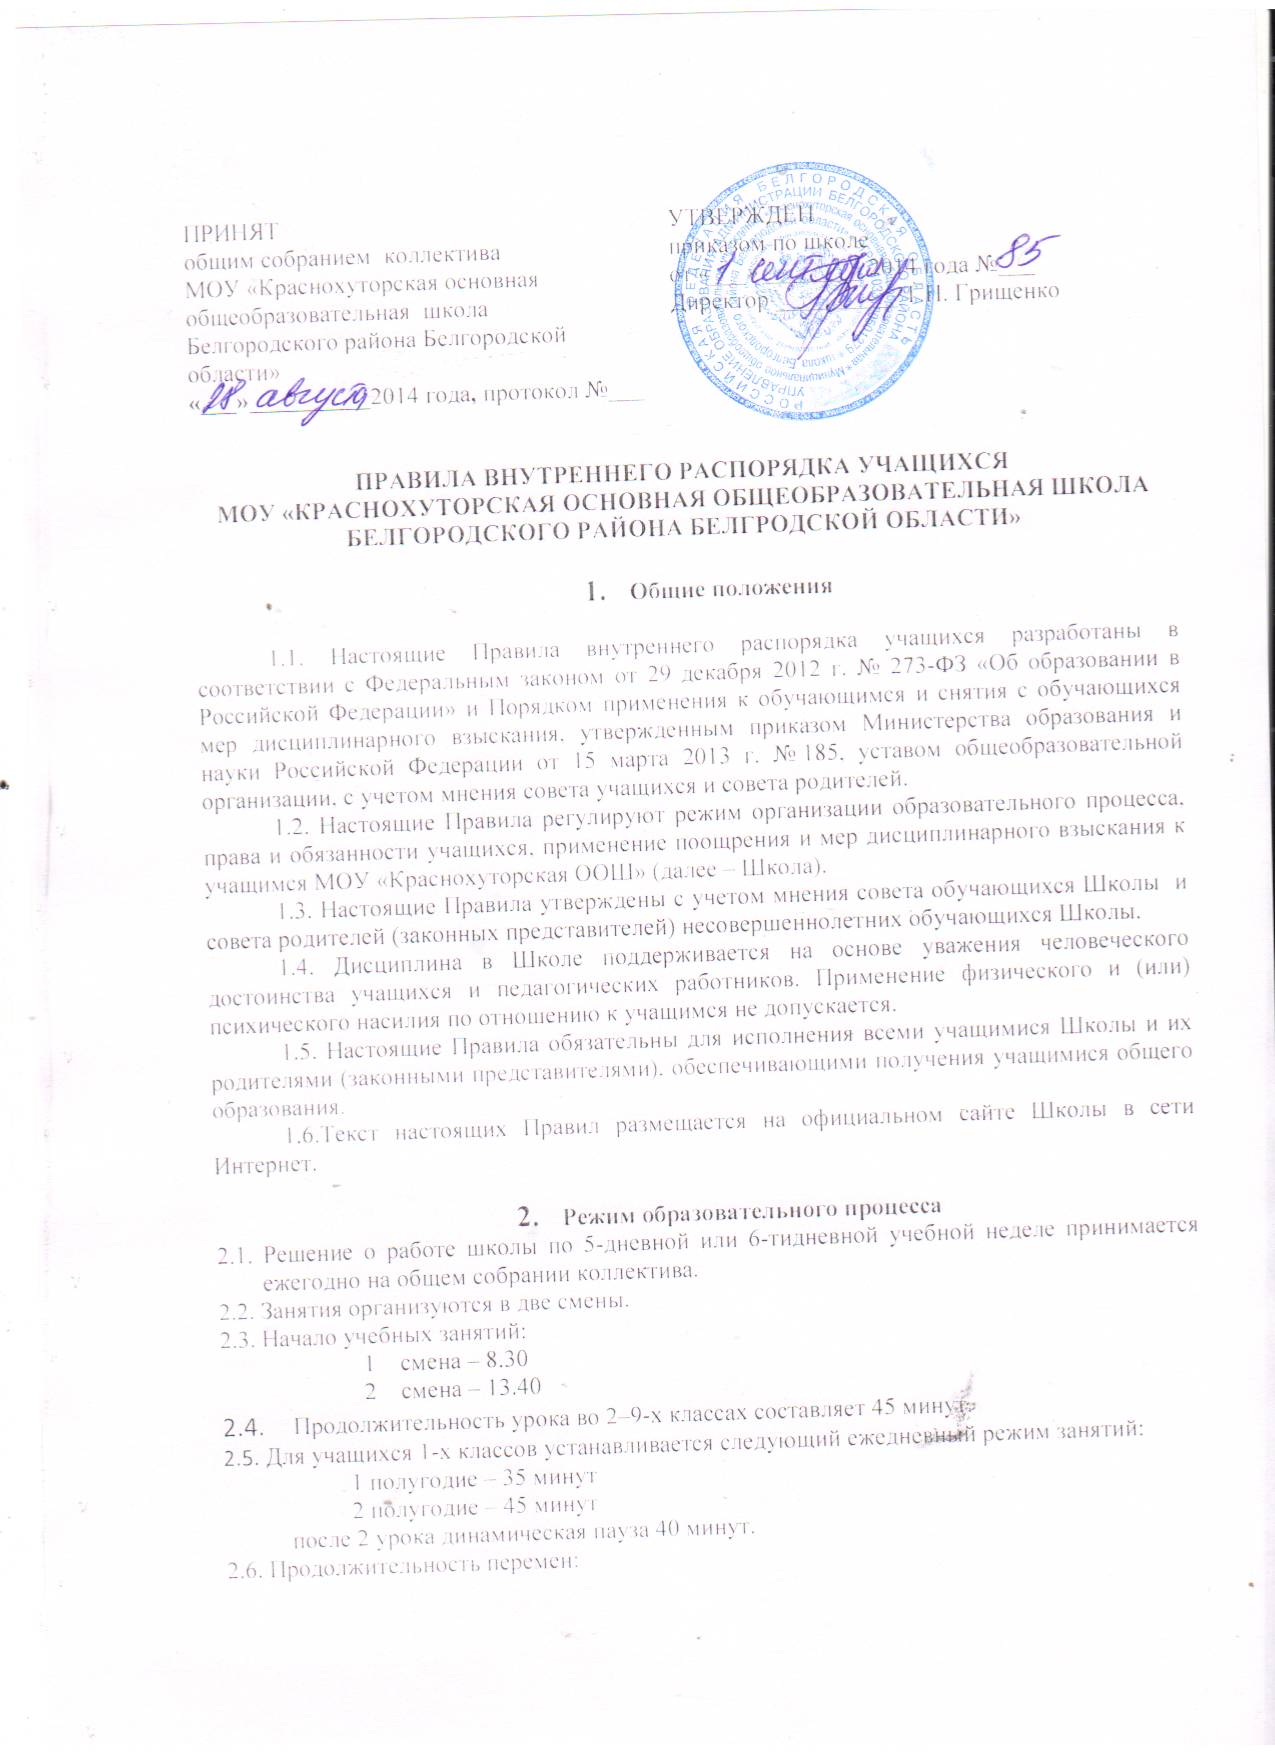 ПРИНЯТ
общим собранием коллектива
МОУ «Краснохуторская основная
общеобразовательная школа
Белгородского района Белгородской
области»
«28» августа 2014 года, протокол №___
УТВЕРЖДЕН
приказом по школе
от 1 сентября 2014 года № 85
Директор Грищенко
ПРАВИЛА ВНУТРЕННЕГО РАСПОРЯДКА УЧАЩИХСЯ
МОУ «КРАСНОХУТОРСКАЯ ОСНОВНАЯ ОБЩЕОБРАЗОВАТЕЛЬНАЯ ШКОЛА
БЕЛГОРОДСКОГО РАЙОНА БЕЛГРОДСКОЙ ОБЛАСТИ»
1. Общие положения
1.1. Настоящие Правила внутреннего распорядка учащихся разработаны в
соответствии с Федеральным законом от 29 декабря 2012 г. № 273-ФЗ «Об образовании в
Российской Федерации» и Порядком применения к обучающимся и снятия с обучающихся
мер дисциплинарного взыскания, утвержденным приказом Министерства образования и
науки Российской Федерации от 15 марта 2013 г. № 185, уставом общеобразовательной
организации, с учетом мнения совета учащихся и совета родителей.
1.2. Настоящие Правила регулируют режим организации образовательного процесса,
права и обязанности учащихся, применение поощрения и мер дисциплинарного взыскания к
учащимся МОУ «Краснохуторская ООШ» (далее – Школа).
1.3. Настоящие Правила утверждены с учетом мнения совета обучающихся Школы и
совета родителей (законных представителей) несовершеннолетних обучающихся Школы.
1.4. Дисциплина в Школе поддерживается на основе уважения человеческого
достоинства учащихся и педагогических работников. Применение физического и (или)
психического насилия по отношению к учащимся не допускается.
1.5. Настоящие Правила обязательны для исполнения всеми учащимися Школы и их
родителями (законными представителями), обеспечивающими получения учащимися общего
образования.
1.6.Текст настоящих Правил размещается на официальном сайте Школы в сети
Интернет.
2. Режим образовательного процесса
2.1. Решение о работе школы по 5-дневной или 6-тидневной учебной неделе принимается
ежегодно на общем собрании коллектива.
2.2. Занятия организуются в две смены.
2.3. Начало учебных занятий:
1 смена – 8.30
2 смена – 13.40
2.4. Продолжительность урока во 2–9-х классах составляет 45 минут.
2.5. Для учащихся 1-х классов устанавливается следующий ежедневный режим занятий:
1 полугодие – 35 минут
2 полугодие – 45 минут
после 2 урока динамическая пауза 40 минут.
2.6. Продолжительность перемен: